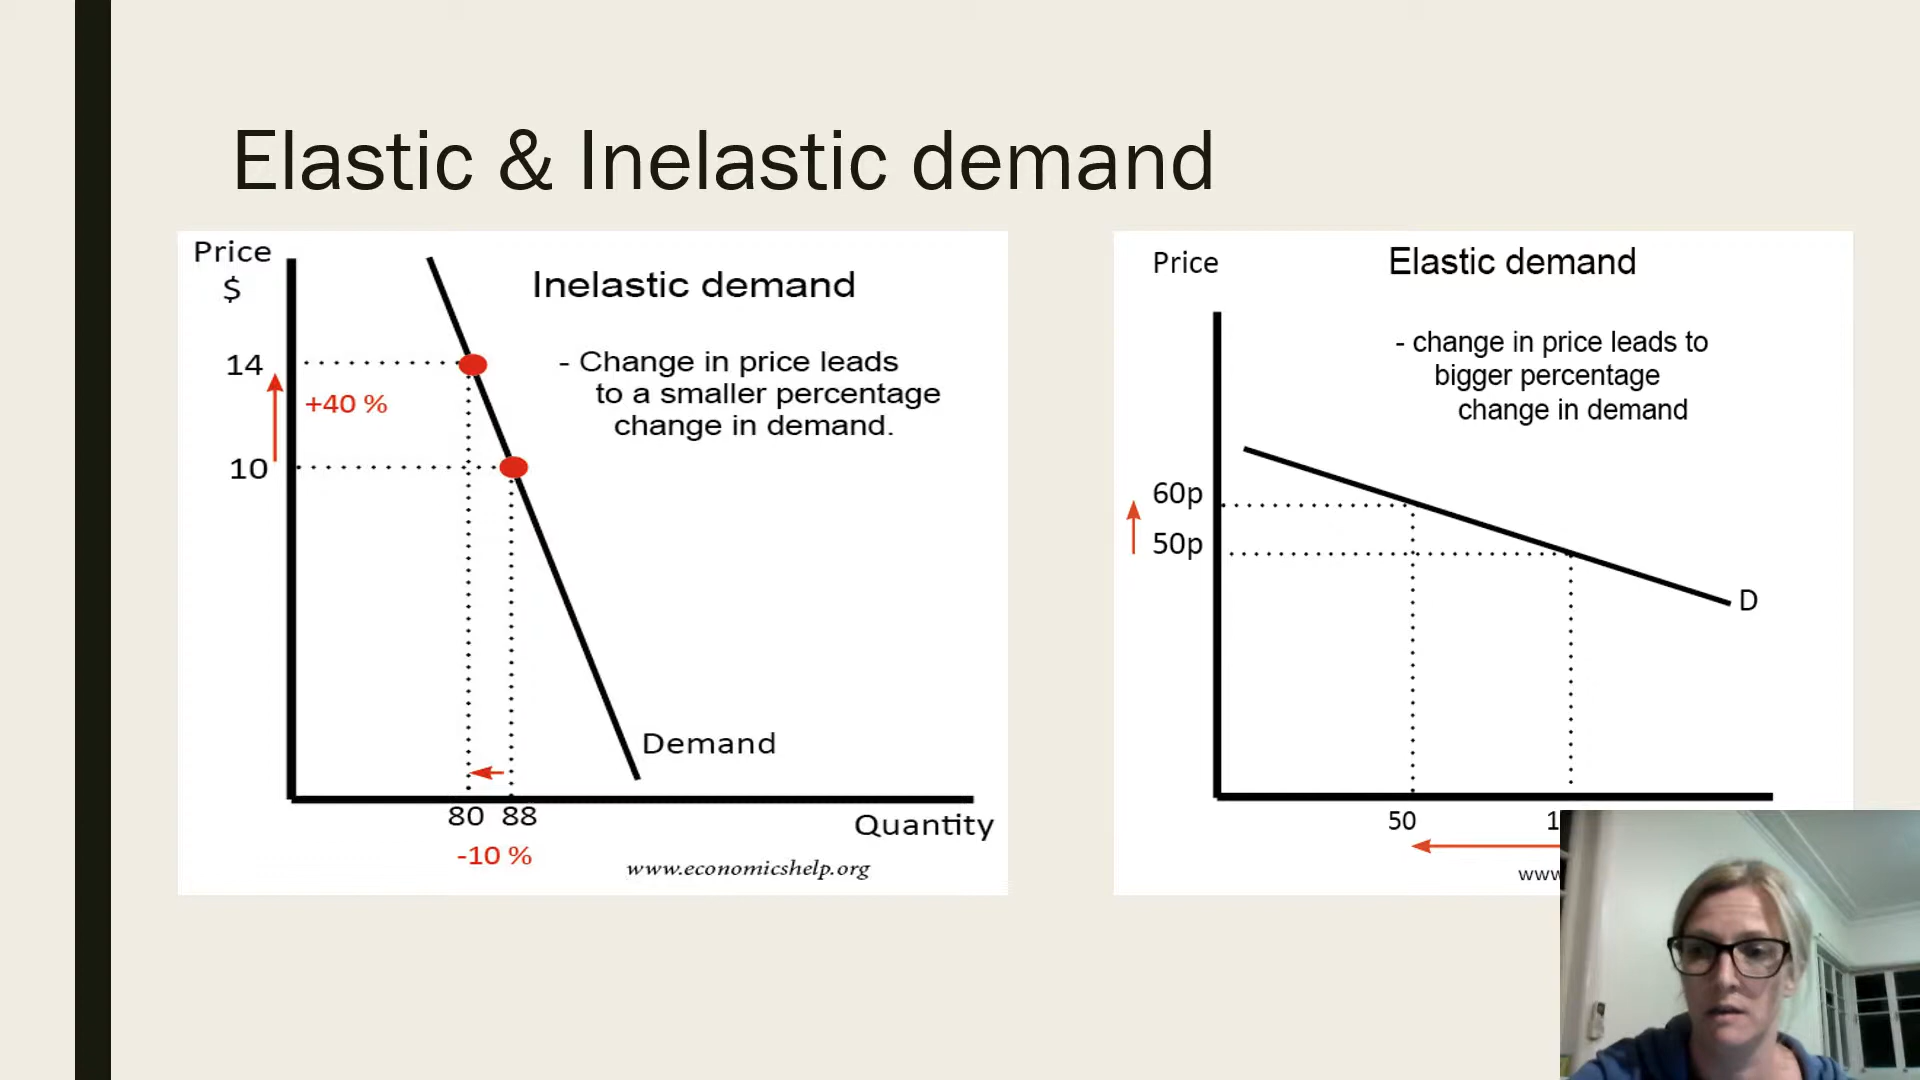 Elastic & Inelastic demand
Price
$
Inelastic demand
- Change in price leads
to a smaller percentage
change in demand.
14
+40 %
10
Demand
80 88
Quantity
-10 %
www.economicshelp.org
Price
Elastic demand
- change in price leads to
bigger percentage
change in demand
60p
50p
D
50